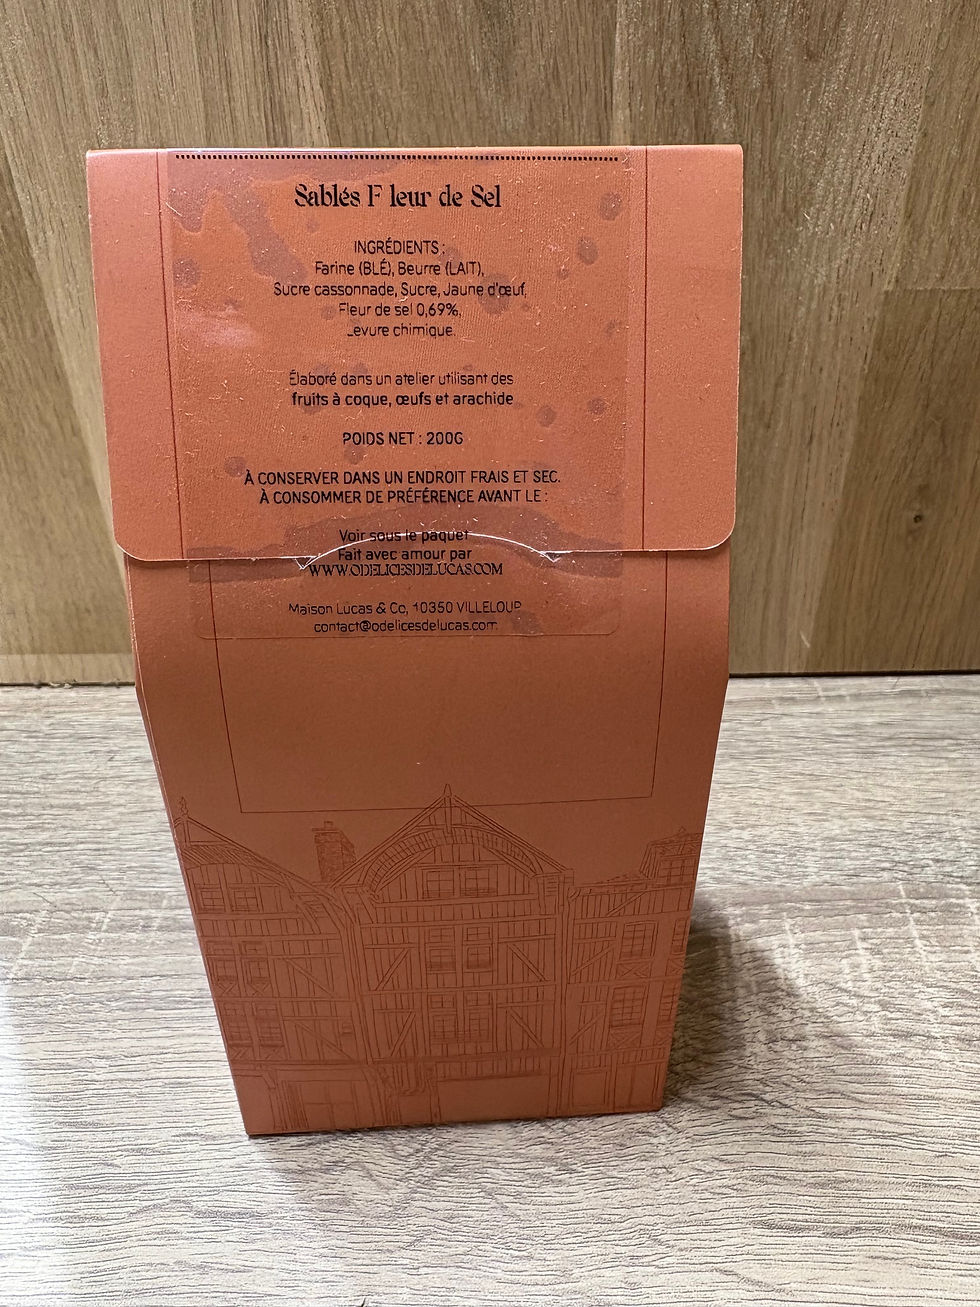 Sablés F leur de Sel
INGRÉDIENTS :
Farine (BLÉ), Beurre (LAIT),
Sucre cassonnade, Sucre, Jaune d'œuf,
Fleur de sel 0,69%,
Levure chimique.
Élaboré dans un atelier utilisant des
fruits à coque, œufs et arachide
POIDS NET : 200G
À CONSERVER DANS UN ENDROIT FRAIS ET SEC.
À CONSOMMER DE PRÉFÉRENCE AVANT LE :
Voir sous le paquet
Fait avec amour par
WWW.ODELICESDELUCAS.COM
Maison Lucas & Co, 10350 VILLELOUP
contact@odelicesdelucas.com